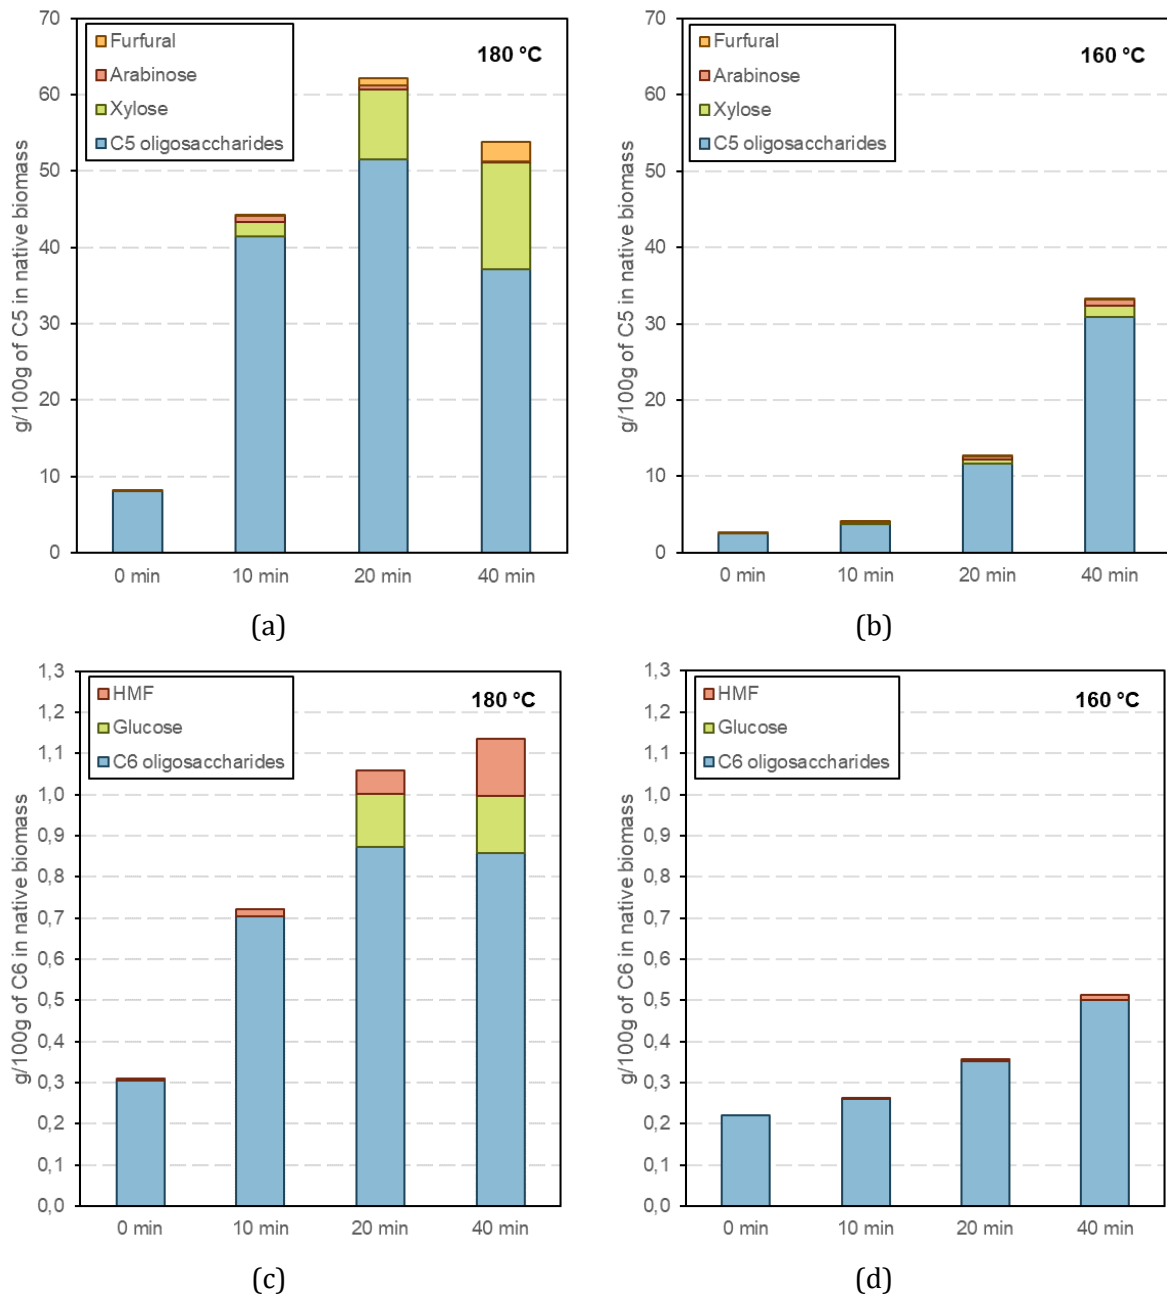 g/100g of C5 in native biomass
70
60
50
40
30
20
10
0
Furfural
Arabinose
Xylose
C5 oligosaccharides
180 °C
0 min
10 min
20 min
40 min
(a)
g/100g of C5 in native biomass
70
60
50
40
30
20
10
0
Furfural
Arabinose
Xylose
C5 oligosaccharides
160 °C
0 min
10 min
20 min
40 min
(b)
g/100g of C6 in native biomass
1,3
1,2
1,1
1,0
0,9
0,8
0,7
0,6
0,5
0,4
0,3
0,2
0,1
0,0
HMF
Glucose
C6 oligosaccharides
180 °C
0 min
10 min
20 min
40 min
(c)
g/100g of C6 in native biomass
1,3
1,2
1,1
1,0
0,9
0,8
0,7
0,6
0,5
0,4
0,3
0,2
0,1
0,0
HMF
Glucose
C6 oligosaccharides
160 °C
0 min
10 min
20 min
40 min
(d)